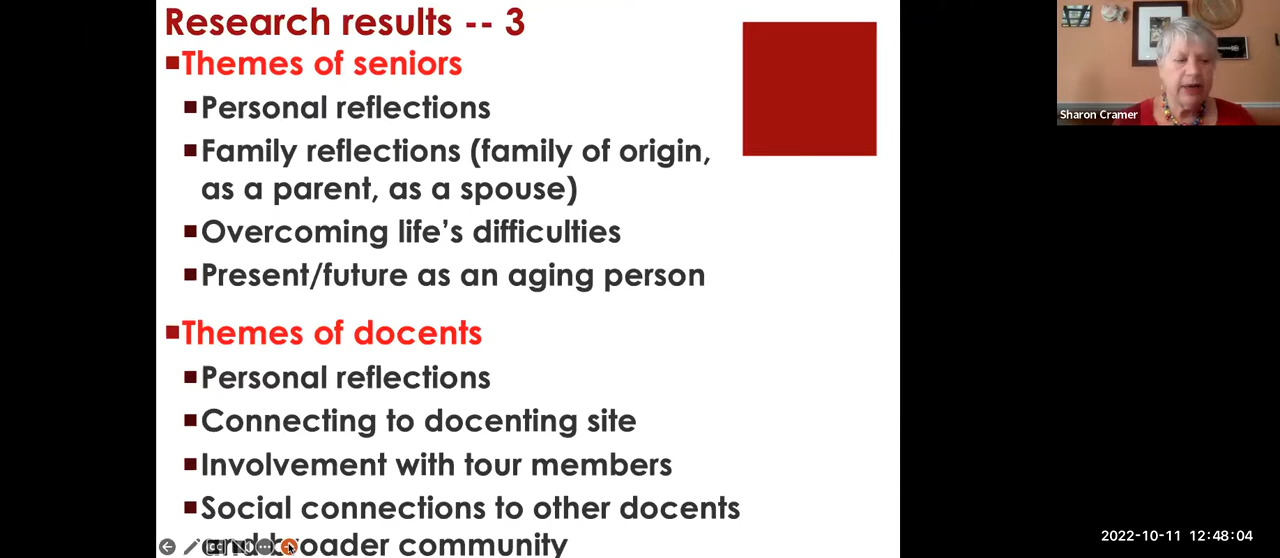 Research results -- 3
Themes of seniors
Personal reflections
Family reflections (family of origin,
as a parent, as a spouse)
Overcoming life’s difficulties
Present/future as an aging person
Themes of docents
Personal reflections
Connecting to docenting site
Involvement with tour members
Social connections to other docents
and broader community
Sharon Cramer
2022-10-11 12:48:04